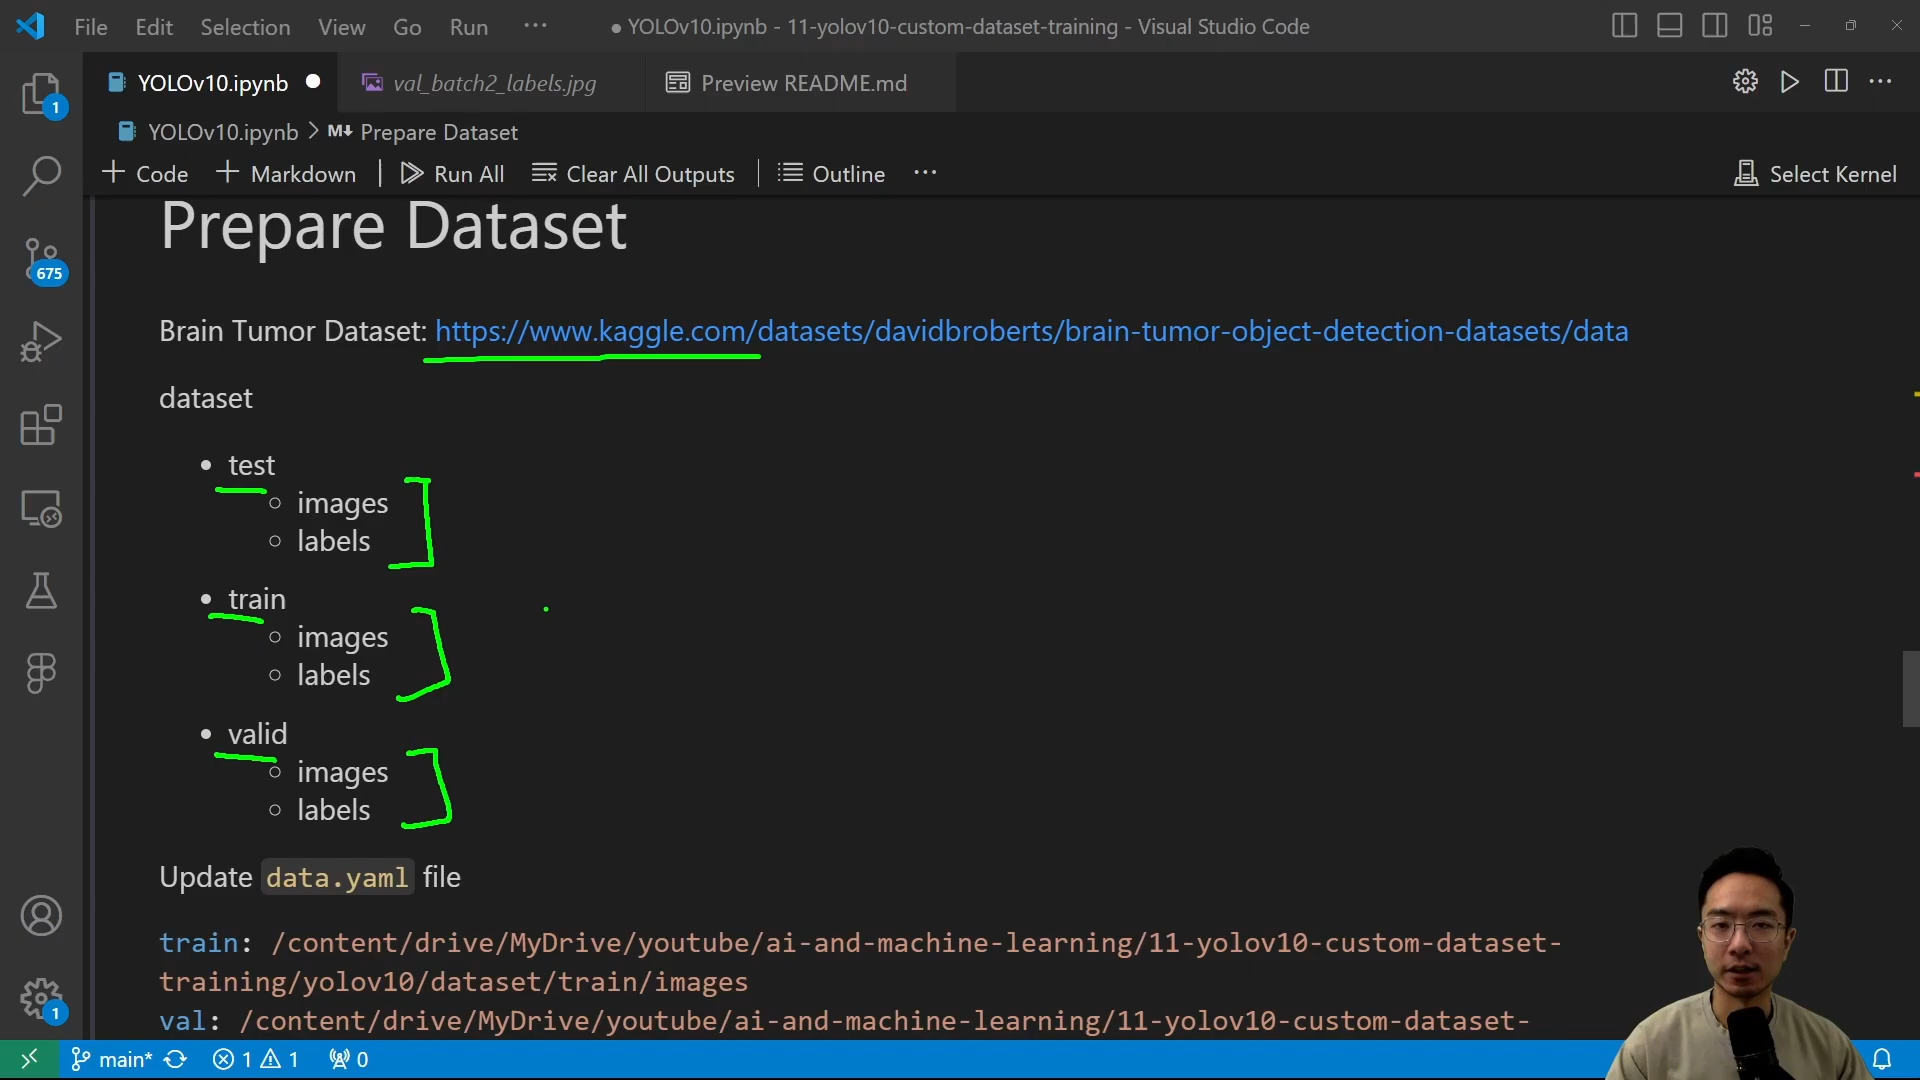 File Edit Selection View Go Run ···
● YOLOv10.ipynb - 11-yolov10-custom-dataset-training - Visual Studio Code
YOLOv10.ipynb ● val_batch2_labels.jpg Preview README.md
YOLOv10.ipynb > M↓ Prepare Dataset
+ Code + Markdown | Run All Clear All Outputs | Outline ··· Select Kernel
1
675
1
Prepare Dataset
Brain Tumor Dataset: https://www.kaggle.com/datasets/davidbroberts/brain-tumor-object-detection-datasets/data
dataset
• test
○ images
○ labels
• train
○ images
○ labels
• valid
○ images
○ labels
Update data.yaml file
train: /content/drive/MyDrive/youtube/ai-and-machine-learning/11-yolov10-custom-dataset-
training/yolov10/dataset/train/images
val: /content/drive/MyDrive/youtube/ai-and-machine-learning/11-yolov10-custom-dataset-
main* 1 1 0